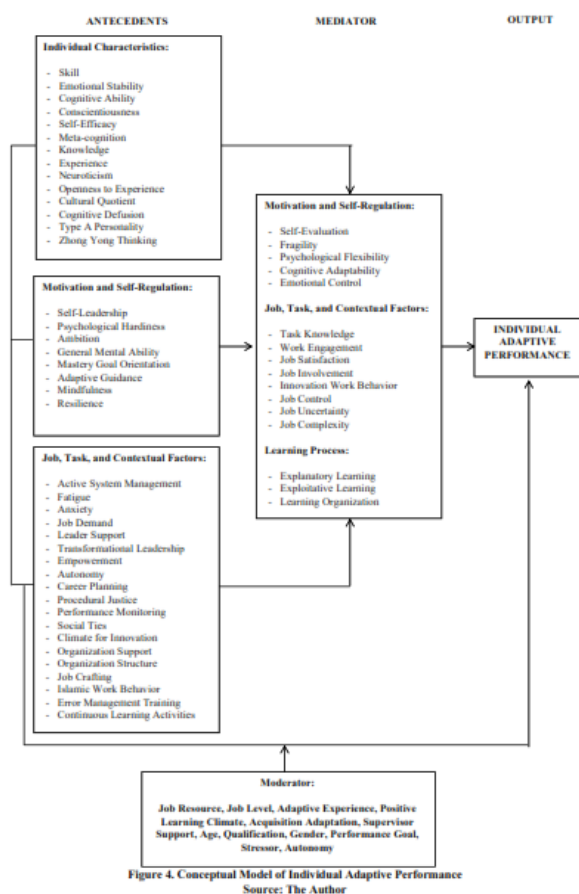 ANTECEDENTS
MEDIATOR
OUTPUT
Individual Characteristics:
- Skill
- Emotional Stability
- Cognitive Ability
- Conscientiousness
- Self-Efficacy
- Meta-cognition
- Knowledge
- Experience
- Neuroticism
- Openness to Experience
- Cultural Quotient
- Cognitive Defusion
- Type A Personality
- Zhong Yong Thinking
Motivation and Self-Regulation:
- Self-Leadership
- Psychological Hardiness
- Ambition
- General Mental Ability
- Mastery Goal Orientation
- Adaptive Guidance
- Mindfulness
- Resilience
Job, Task, and Contextual Factors:
- Active System Management
- Fatigue
- Anxiety
- Job Demand
- Leader Support
- Transformational Leadership
- Empowerment
- Autonomy
- Career Planning
- Procedural Justice
- Performance Monitoring
- Social Ties
- Climate for Innovation
- Organization Support
- Organization Structure
- Job Crafting
- Islamic Work Behavior
- Error Management Training
- Continuous Learning Activities
Motivation and Self-Regulation:
- Self-Evaluation
- Fragility
- Psychological Flexibility
- Cognitive Adaptability
- Emotional Control
Job, Task, and Contextual Factors:
- Task Knowledge
- Work Engagement
- Job Satisfaction
- Job Involvement
- Innovation Work Behavior
- Job Control
- Job Uncertainty
- Job Complexity
Learning Process:
- Explanatory Learning
- Exploitative Learning
- Learning Organization
INDIVIDUAL
ADAPTIVE
PERFORMANCE
Moderator:
Job Resource, Job Level, Adaptive Experience, Positive
Learning Climate, Acquisition Adaptation, Supervisor
Support, Age, Qualification, Gender, Performance Goal,
Stressor, Autonomy
Figure 4. Conceptual Model of Individual Adaptive Performance
Source: The Author